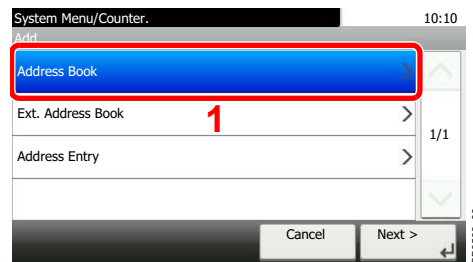 System Menu/Counter. 10:10
Add
Address Book
Ext. Address Book
1
1/1
Address Entry
Cancel Next >